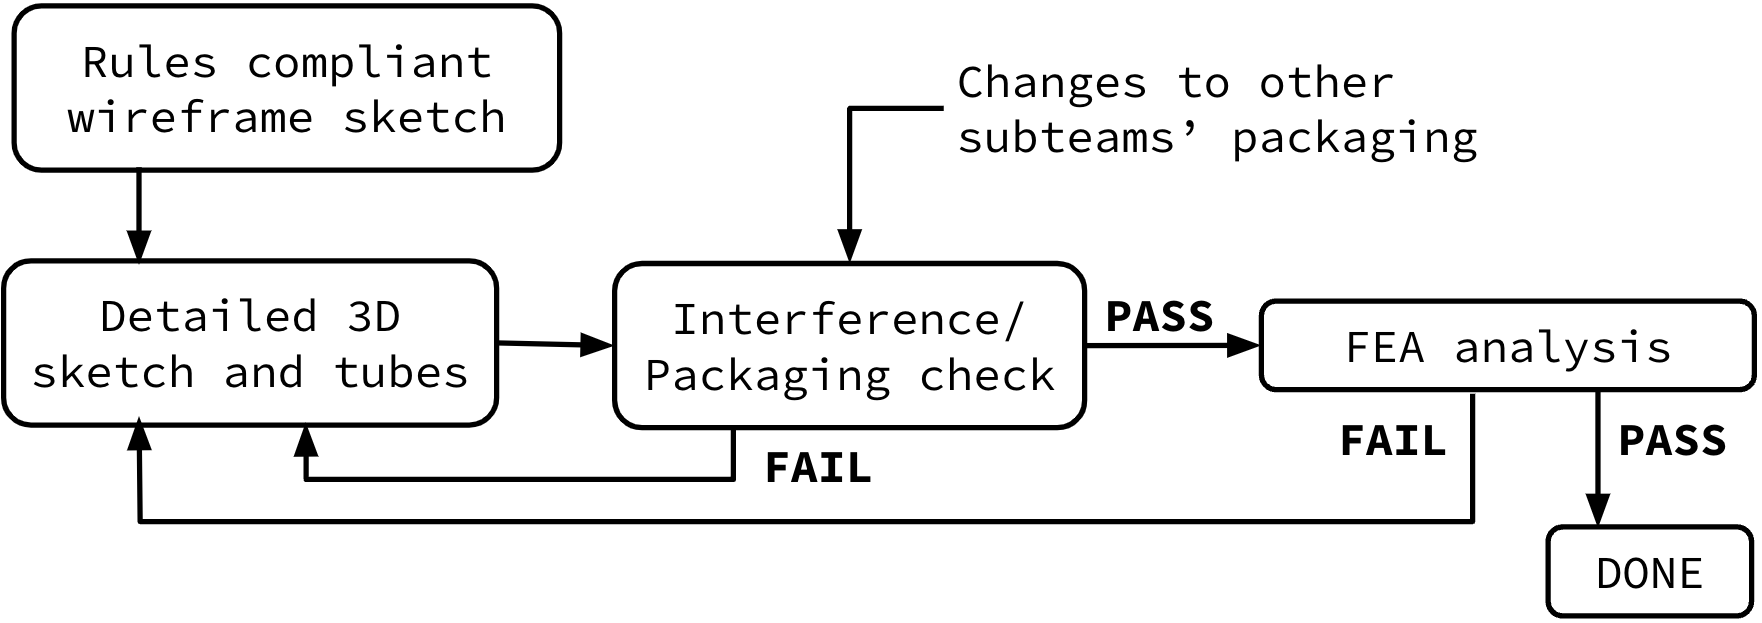 Rules compliant
wireframe sketch
Changes to other
subteams’ packaging
Detailed 3D
sketch and tubes
Interference/
Packaging check
PASS
FEA analysis
FAIL
FAIL
PASS
DONE